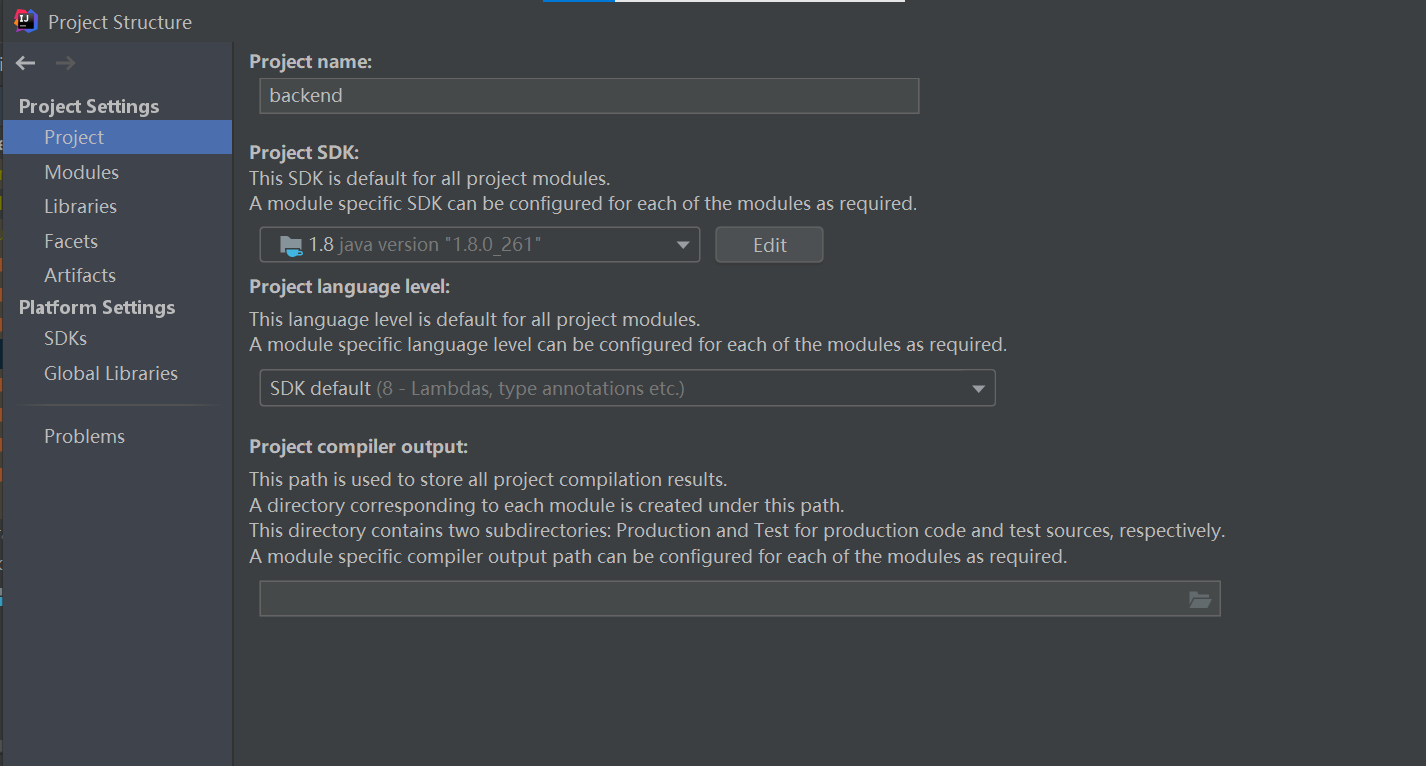 Project Structure
Project Settings
Project
Modules
Libraries
Facets
Artifacts
Platform Settings
SDKs
Global Libraries
Problems
Project name:
backend
Project SDK:
This SDK is default for all project modules.
A module specific SDK can be configured for each of the modules as required.
1.8 java version "1.8.0_261"
Edit
Project language level:
This language level is default for all project modules.
A module specific language level can be configured for each of the modules as required.
SDK default (8 - Lambdas, type annotations etc.)
Project compiler output:
This path is used to store all project compilation results.
A directory corresponding to each module is created under this path.
This directory contains two subdirectories: Production and Test for production code and test sources, respectively.
A module specific compiler output path can be configured for each of the modules as required.